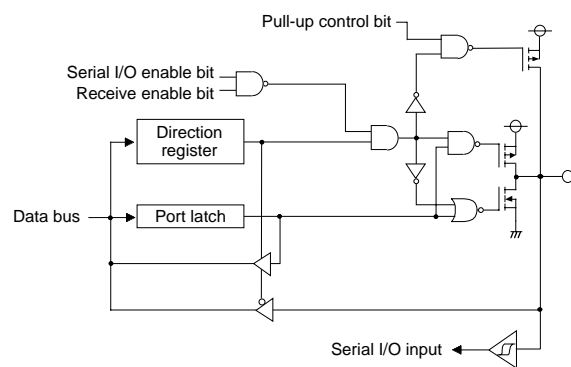 Pull-up control bit
Serial I/O enable bit
Receive enable bit
Direction
register
Data bus
Port latch
Serial I/O input